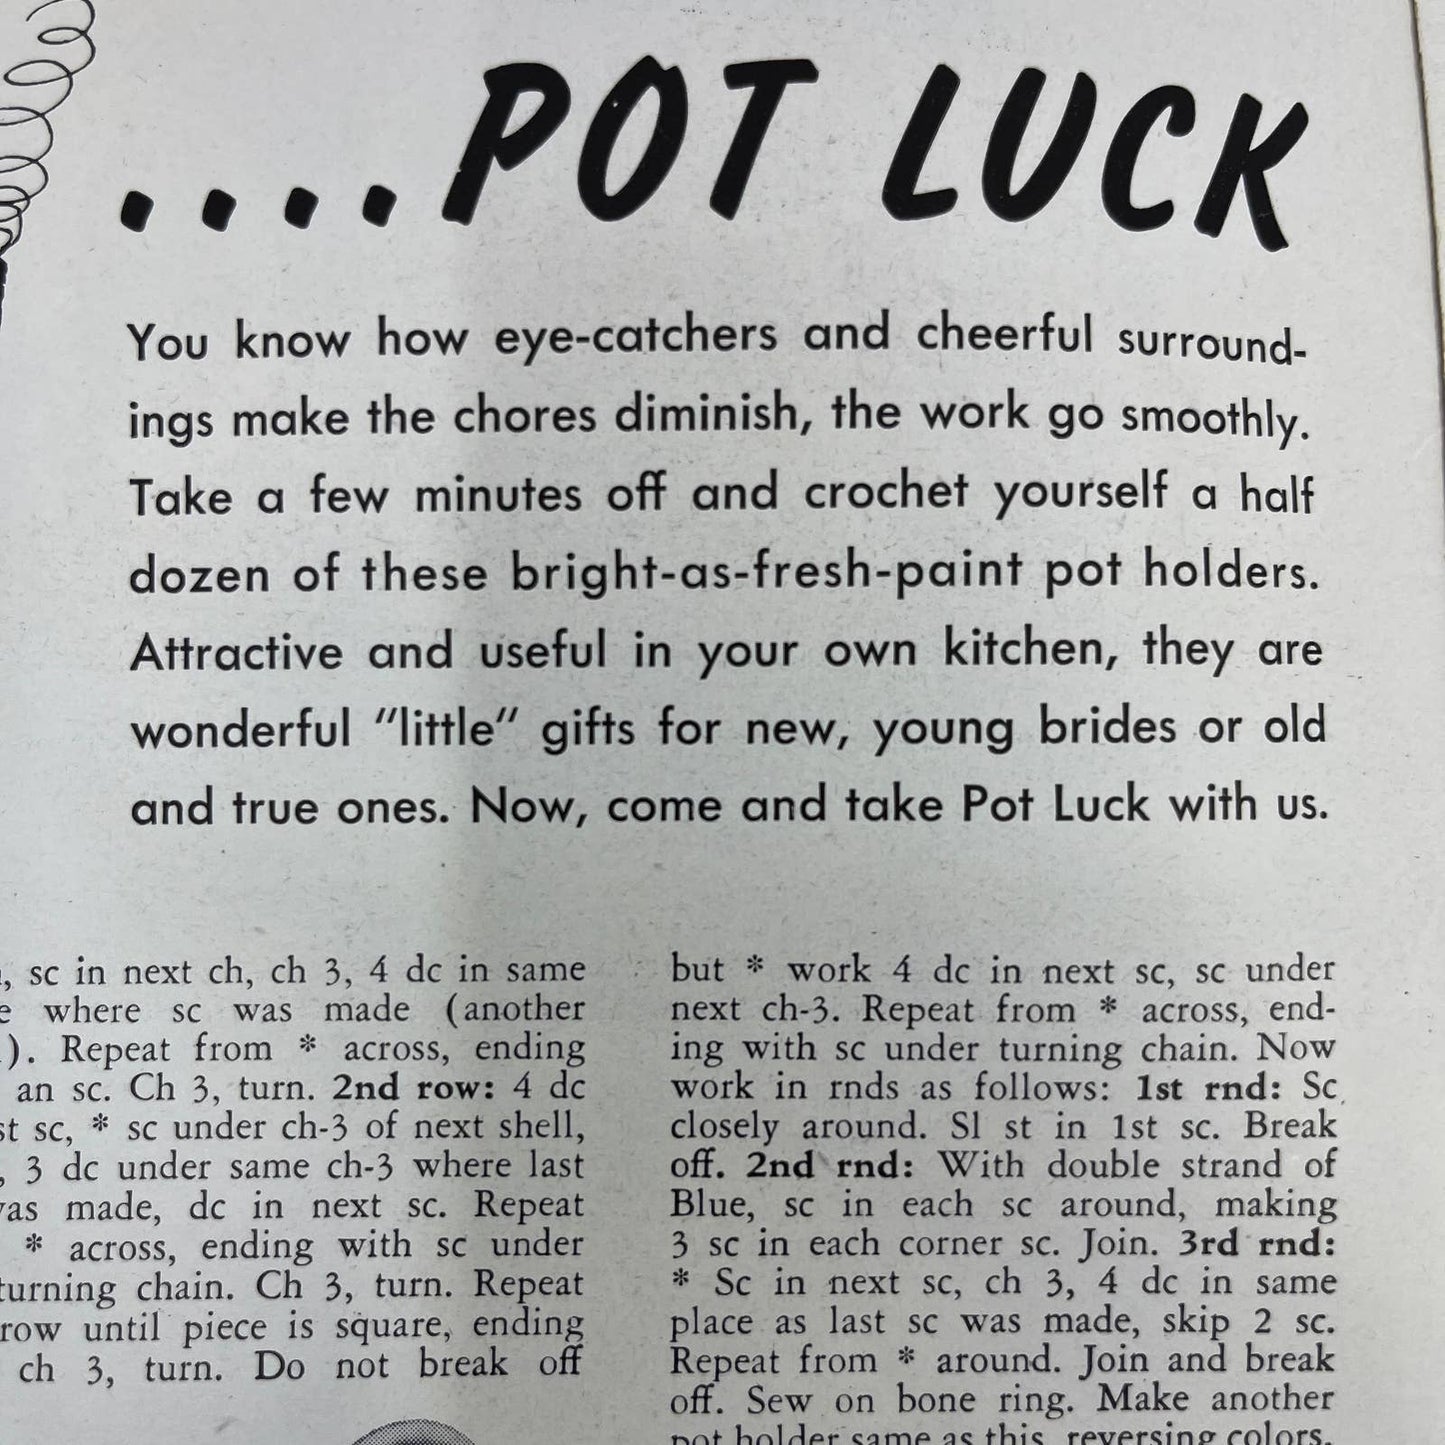 ....POT LUCK
You know how eye-catchers and cheerful surround-
ings make the chores diminish, the work go smoothly.
Take a few minutes off and crochet yourself a half
dozen of these bright-as-fresh-paint pot holders.
Attractive and useful in your own kitchen, they are
wonderful "little" gifts for new, young brides or old
and true ones. Now, come and take Pot Luck with us.
, sc in next ch, ch 3, 4 dc in same
where sc was made (another
). Repeat from * across, ending
an sc. Ch 3, turn. 2nd row: 4 dc
sc, * sc under ch-3 of next shell,
, 3 dc under same ch-3 where last
made, dc in next sc. Repeat
* across, ending with sc under
turning chain. Ch 3, turn. Repeat
row until piece is square, ending
ch 3, turn. Do not break off
but * work 4 dc in next sc, sc under
next ch-3. Repeat from * across, end-
ing with sc under turning chain. Now
work in rnds as follows: 1st rnd: Sc
closely around. Sl st in 1st sc. Break
off. 2nd rnd: With double strand of
Blue, sc in each sc around, making
3 sc in each corner sc. Join. 3rd rnd:
* Sc in next sc, ch 3, 4 dc in same
place as last sc was made, skip 2 sc.
Repeat from * around. Join and break
off. Sew on bone ring. Make another
pot holder same as this, reversing colors.